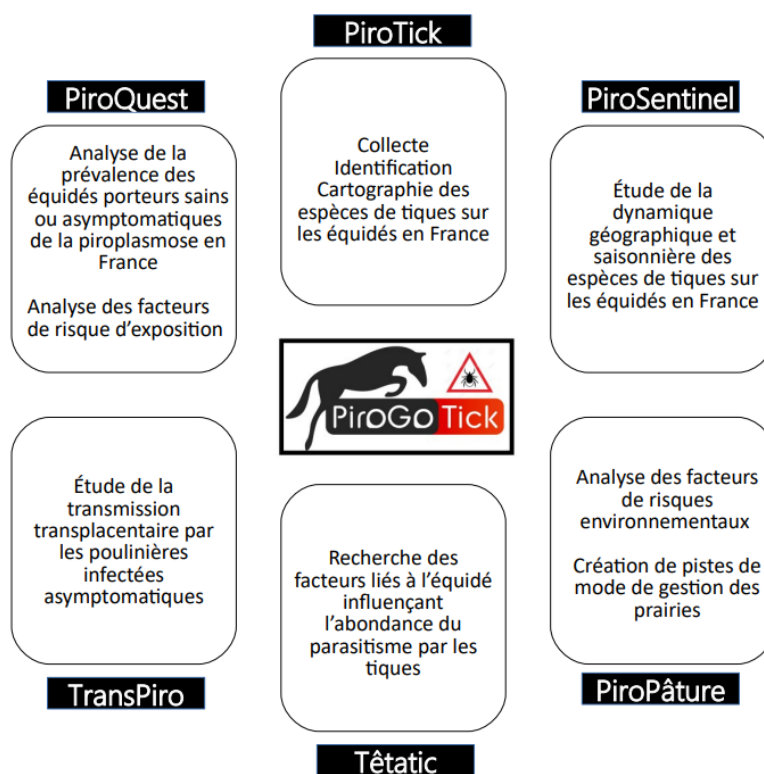 PiroTick
Collecte
Identification
Cartographie des
espèces de tiques sur
les équidés en France
PiroQuest
Analyse de la
prévalence des
équidés porteurs sains
ou asymptomatiques
de la piroplasmose en
France
Analyse des facteurs
de risque d'exposition
PiroSentinel
Étude de la
dynamique
géographique et
saisonnière des
espèces de tiques sur
les équidés en France
PiroGoTick
Étude de la
transmission
transplacentaire par
les poulinières
infectées
asymptomatiques
TransPiro
Recherche des
facteurs liés à l'équidé
influençant
l'abondance du
parasitisme par les
tiques
Têtatic
Analyse des facteurs
de risques
environnementaux
Création de pistes de
mode de gestion des
prairies
PiroPâture